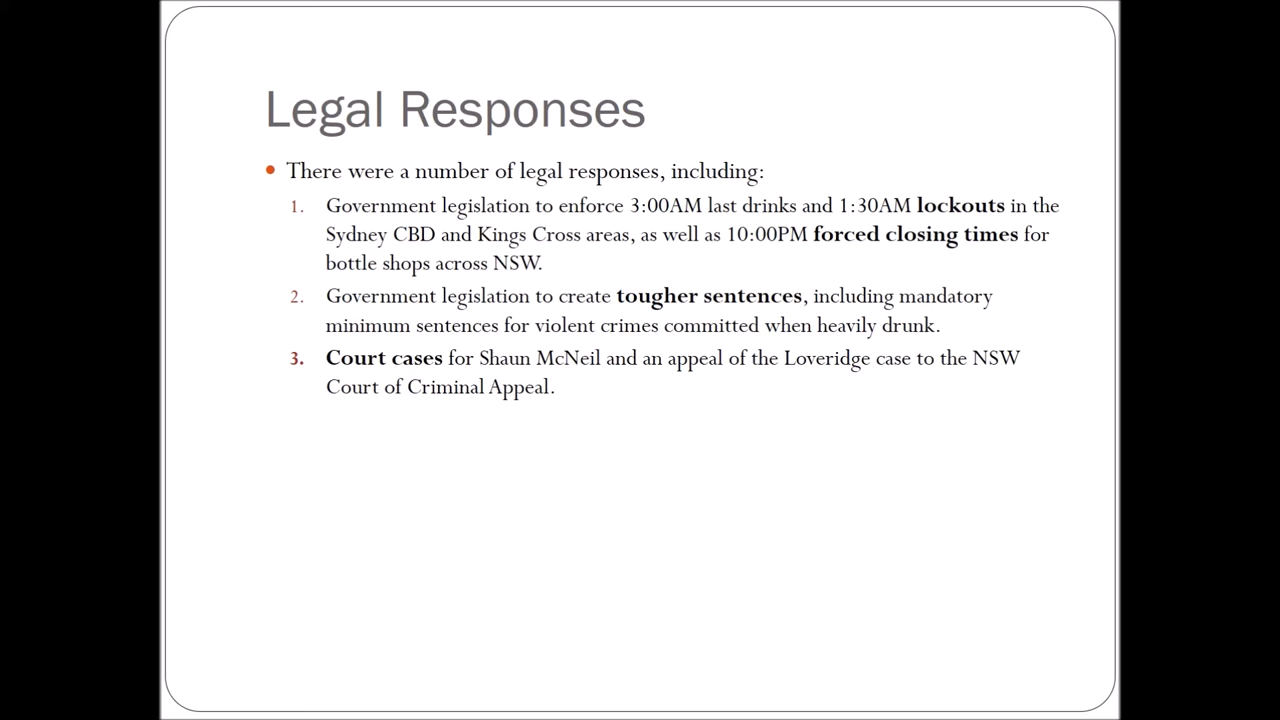 Legal Responses
• There were a number of legal responses, including:
1. Government legislation to enforce 3:00AM last drinks and 1:30AM lockouts in the
Sydney CBD and Kings Cross areas, as well as 10:00PM forced closing times for
bottle shops across NSW.
2. Government legislation to create tougher sentences, including mandatory
minimum sentences for violent crimes committed when heavily drunk.
3. Court cases for Shaun McNeil and an appeal of the Loveridge case to the NSW
Court of Criminal Appeal.